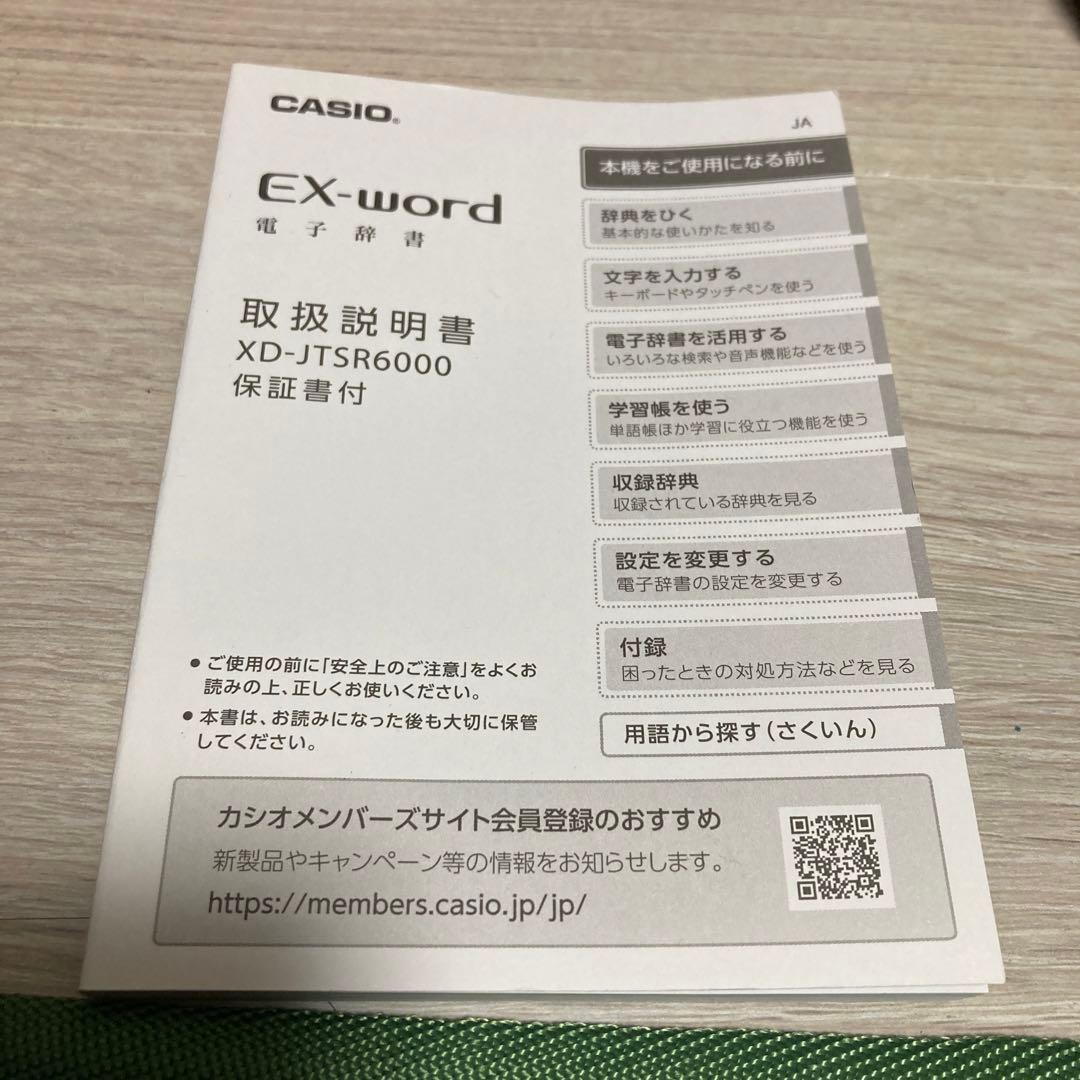 CASIO®
EX-word
電子辞書
取扱説明書
XD-JTSR6000
保証書付
JA
本機をご使用になる前に
辞典をひく
基本的な使いかたを知る
文字を入力する
キーボードやタッチペンを使う
電子辞書を活用する
いろいろな検索や音声機能などを使う
学習帳を使う
単語帳ほか学習に役立つ機能を使う
収録辞典
収録されている辞典を見る
設定を変更する
電子辞書の設定を変更する
付録
困ったときの対処方法などを見る
用語から探す(さくいん)
● ご使用の前に「安全上のご注意」をよくお
読みの上、正しくお使いください。
● 本書は、お読みになった後も大切に保管
してください。
カシオメンバーズサイト会員登録のおすすめ
新製品やキャンペーン等の情報をお知らせします。
https://members.casio.jp/jp/